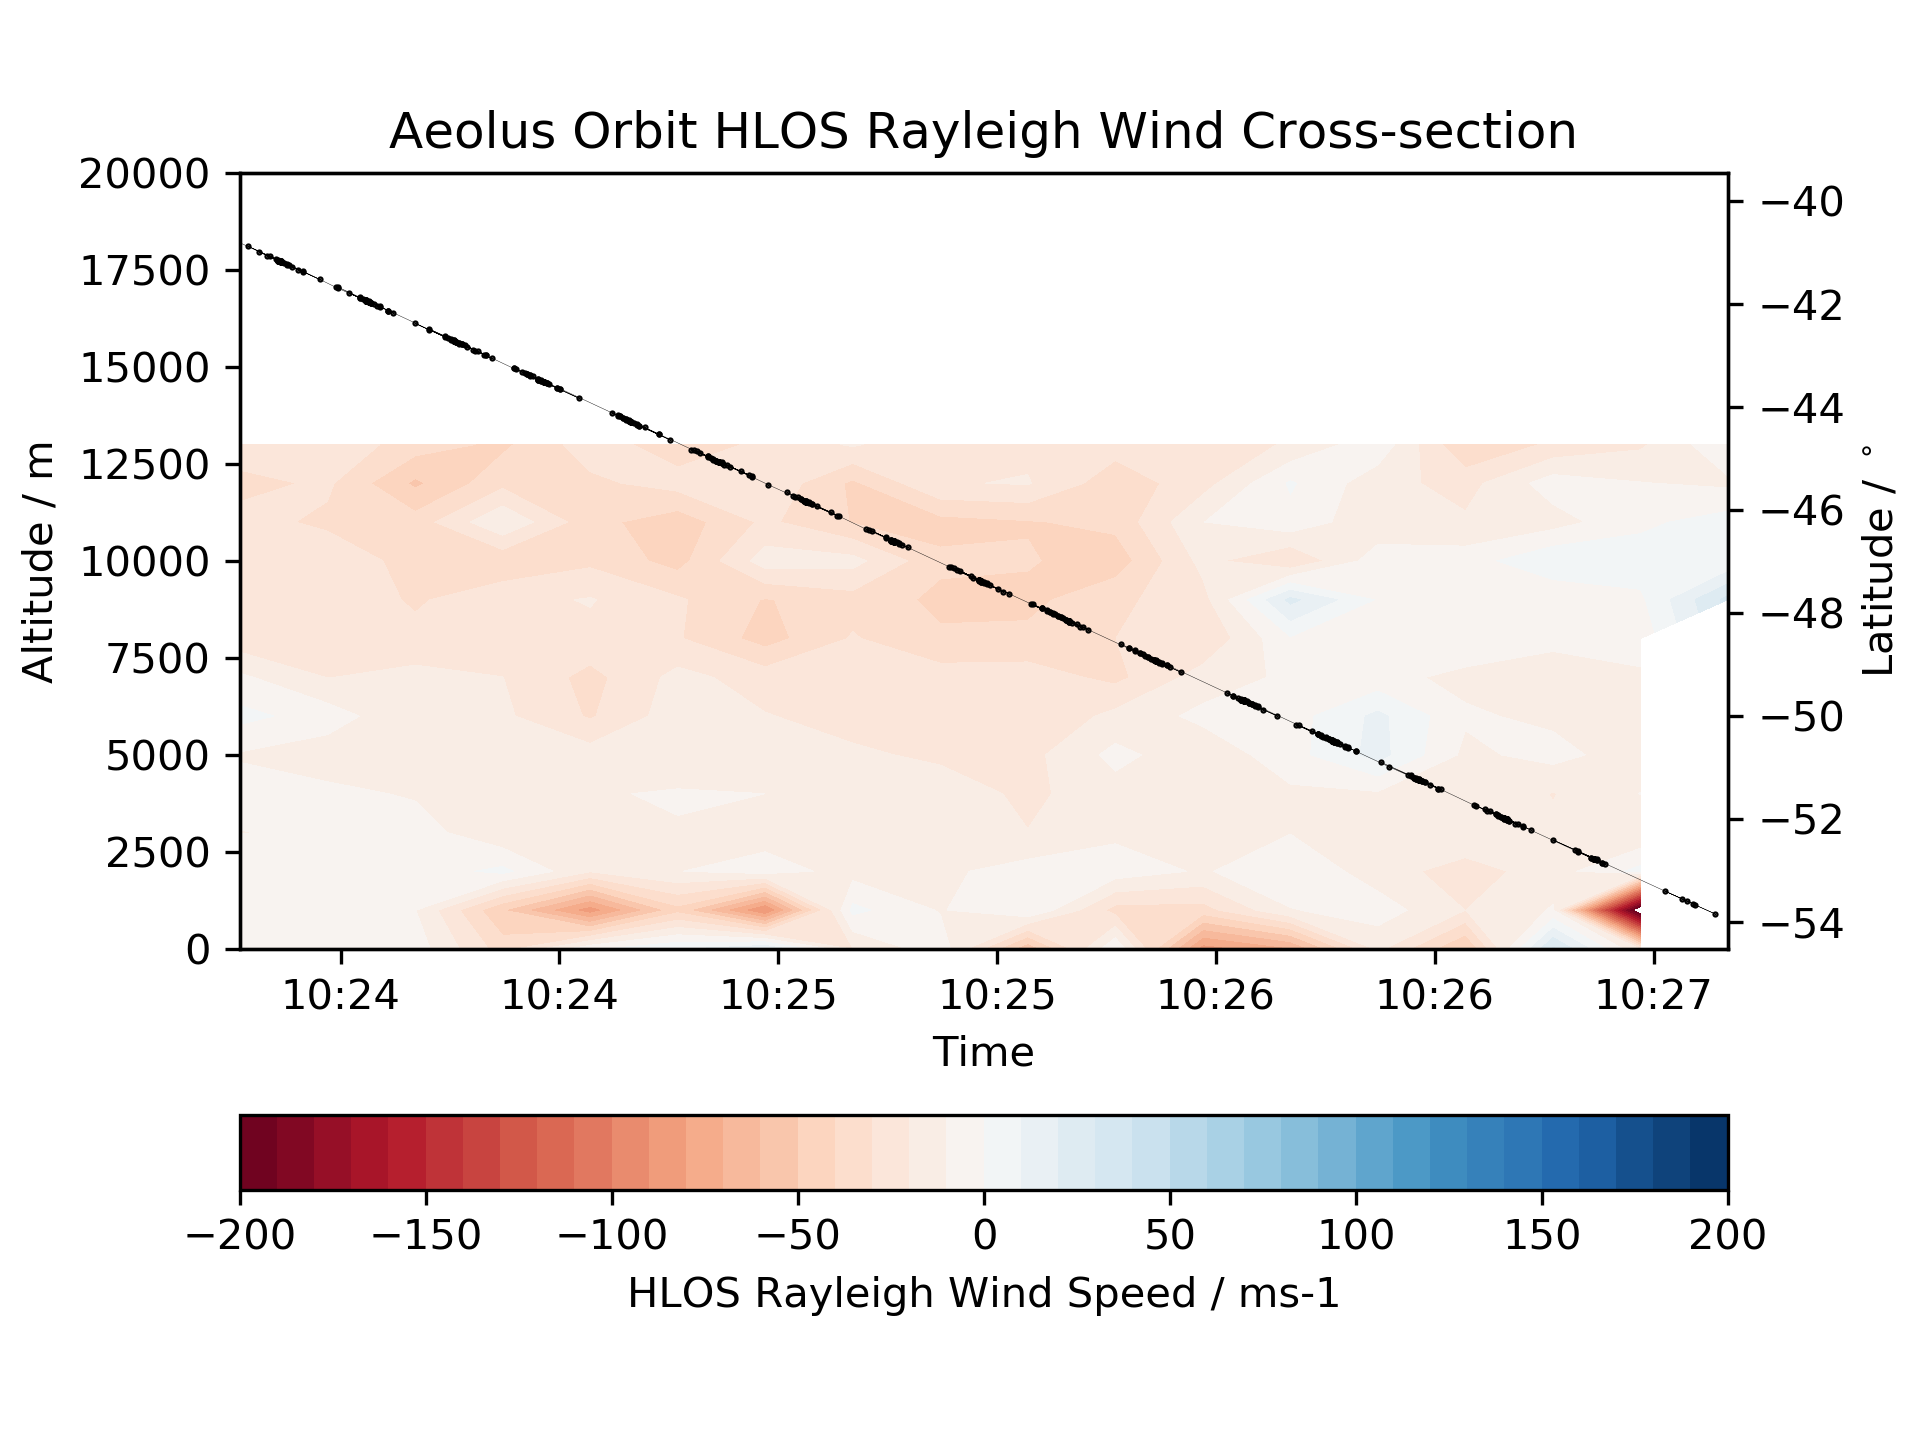 Aeolus Orbit HLOS Rayleigh Wind Cross-section
20000
17500
15000
12500
10000
7500
5000
2500
0
Altitude / m
−40
−42
−44
−46
−48
−50
−52
−54
Latitude / °
10:24 10:24 10:25 10:25 10:26 10:26 10:27
Time
−200 −150 −100 −50 0 50 100 150 200
HLOS Rayleigh Wind Speed / ms-1